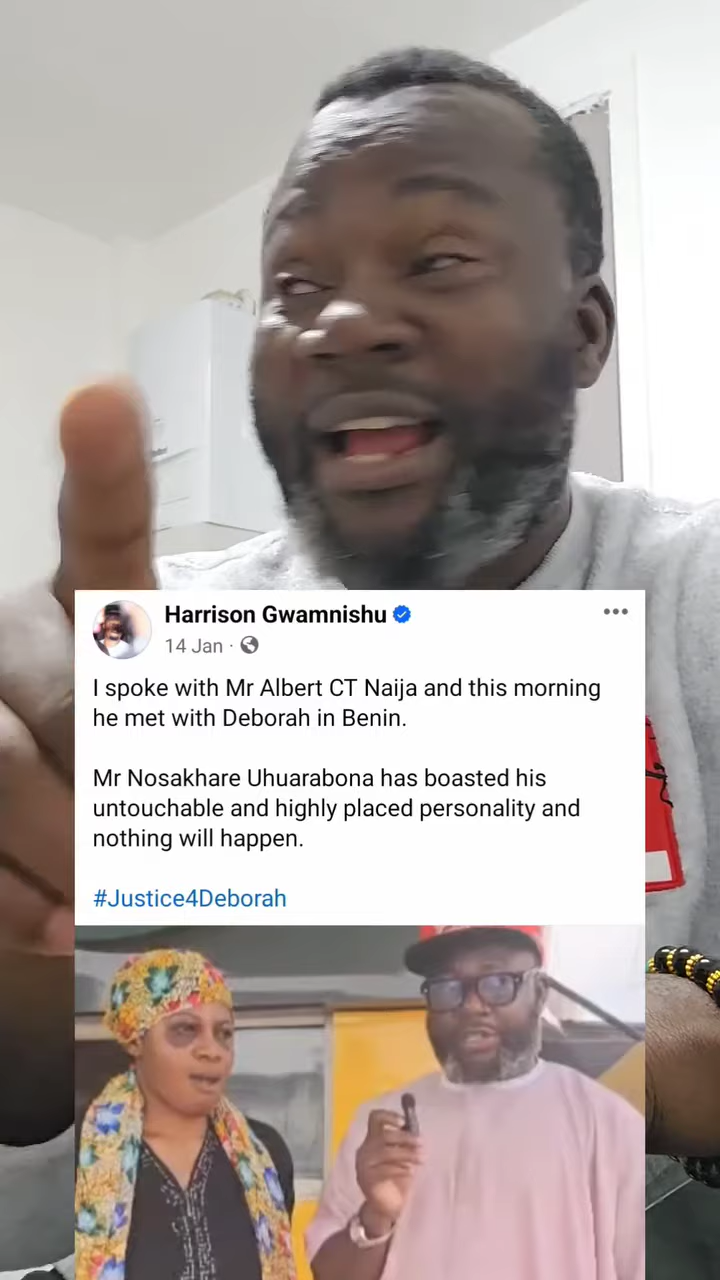 Harrison Gwamnishu
14 Jan ·
I spoke with Mr Albert CT Naija and this morning
he met with Deborah in Benin.
Mr Nosakhare Uhuarabona has boasted his
untouchable and highly placed personality and
nothing will happen.
#Justice4Deborah